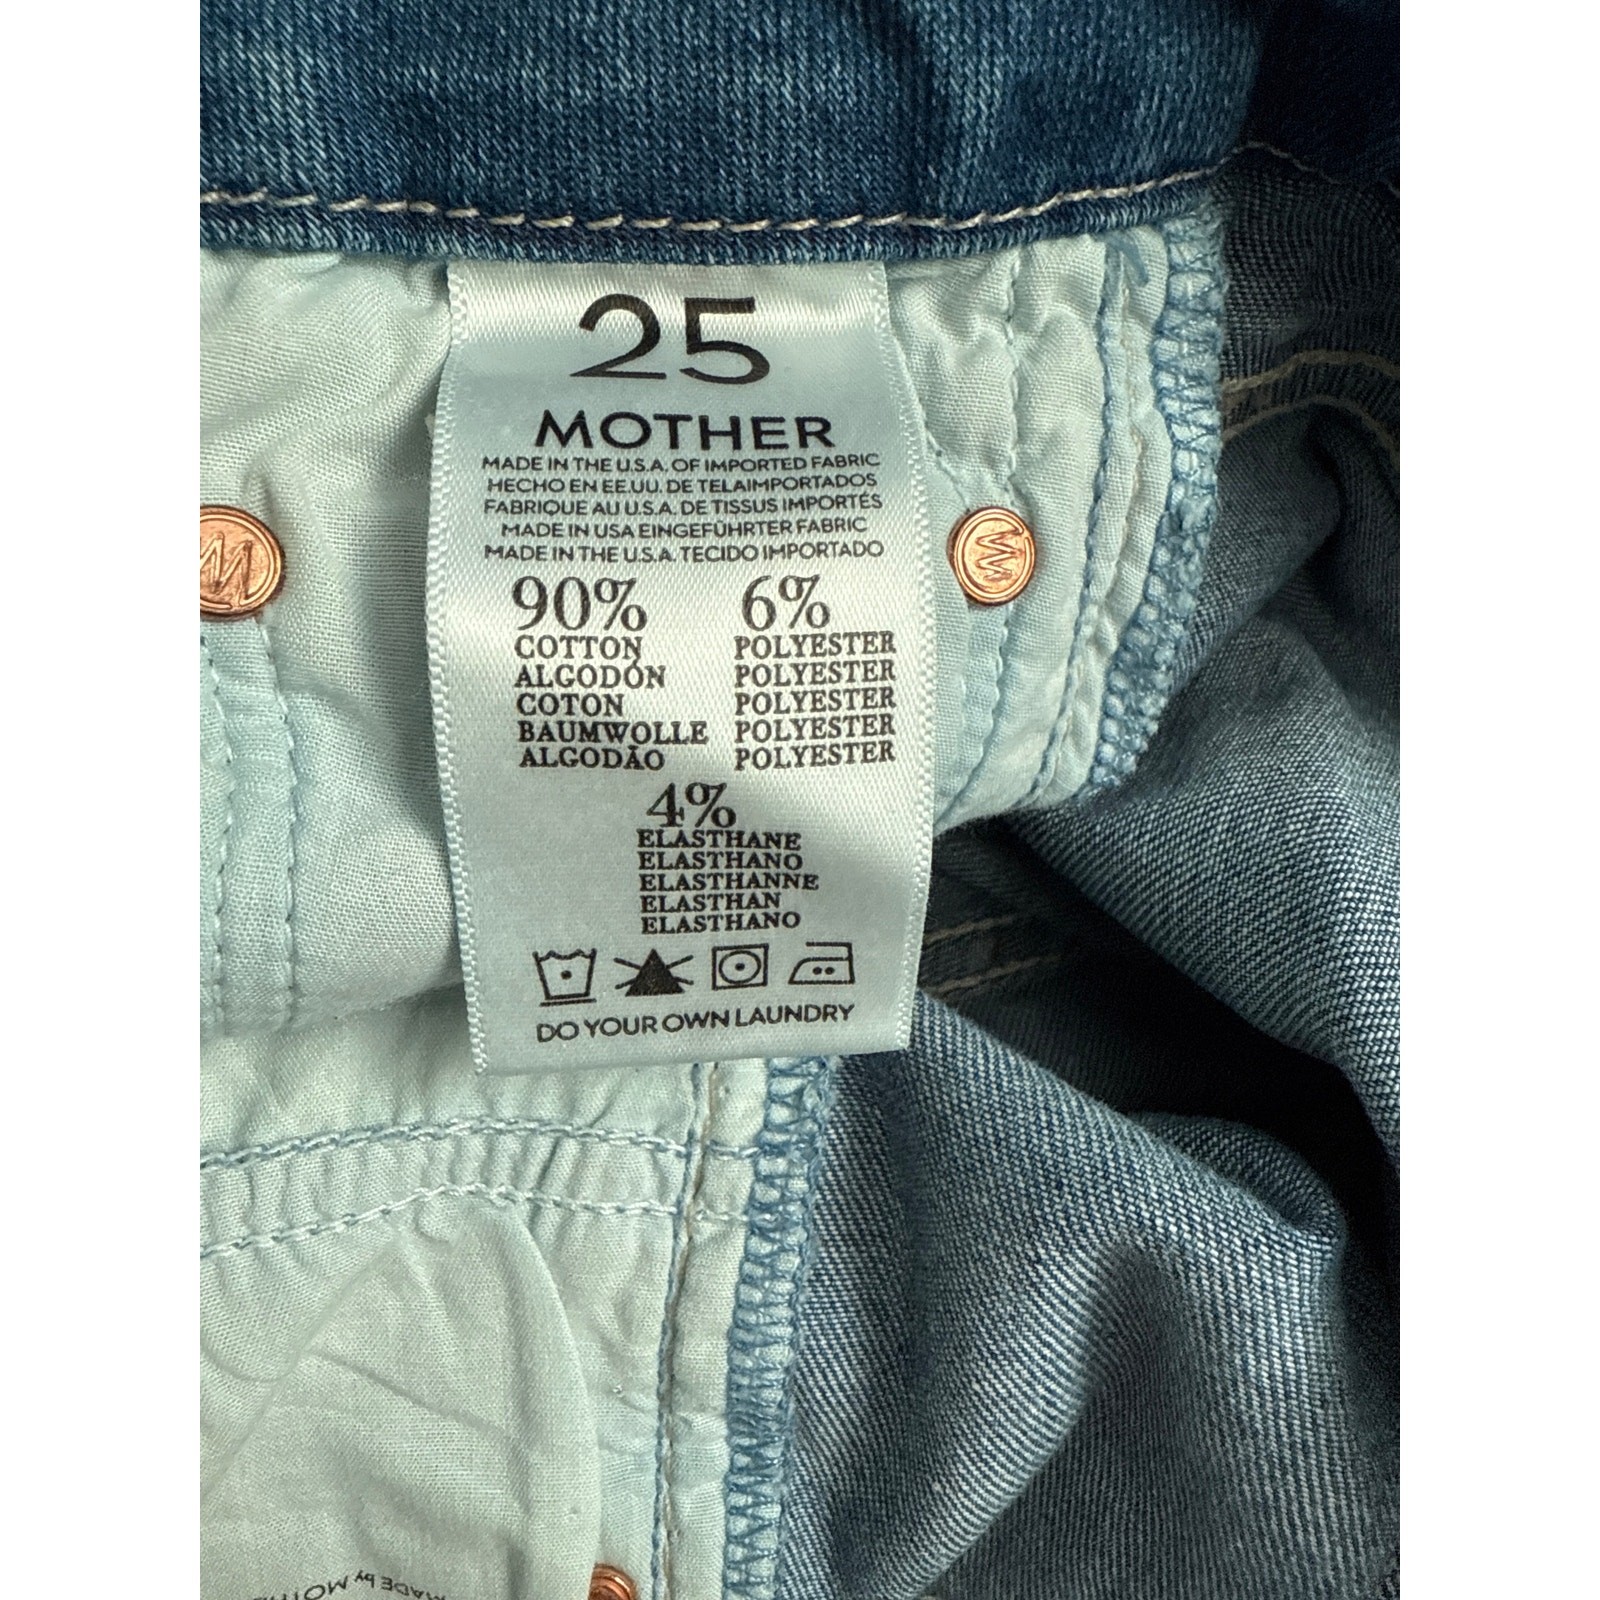 25
MOTHER
MADE IN THE U.S.A. OF IMPORTED FABRIC
HECHO EN EE.UU. DE TELAIMPORTADOS
FABRIQUE AU U.S.A. DE TISSUS IMPORTÉS
MADE IN USA EINGEFÜHRTER FABRIC
MADE IN THE U.S.A. TECIDO IMPORTADO
90% 6%
COTTON POLYESTER
ALGODÓN POLYESTER
COTON POLYESTER
BAUMWOLLE POLYESTER
ALGODÃO POLYESTER
4%
ELASTHANE
ELASTHANO
ELASTHANNE
ELASTHAN
ELASTHANO
DO YOUR OWN LAUNDRY
MADE by